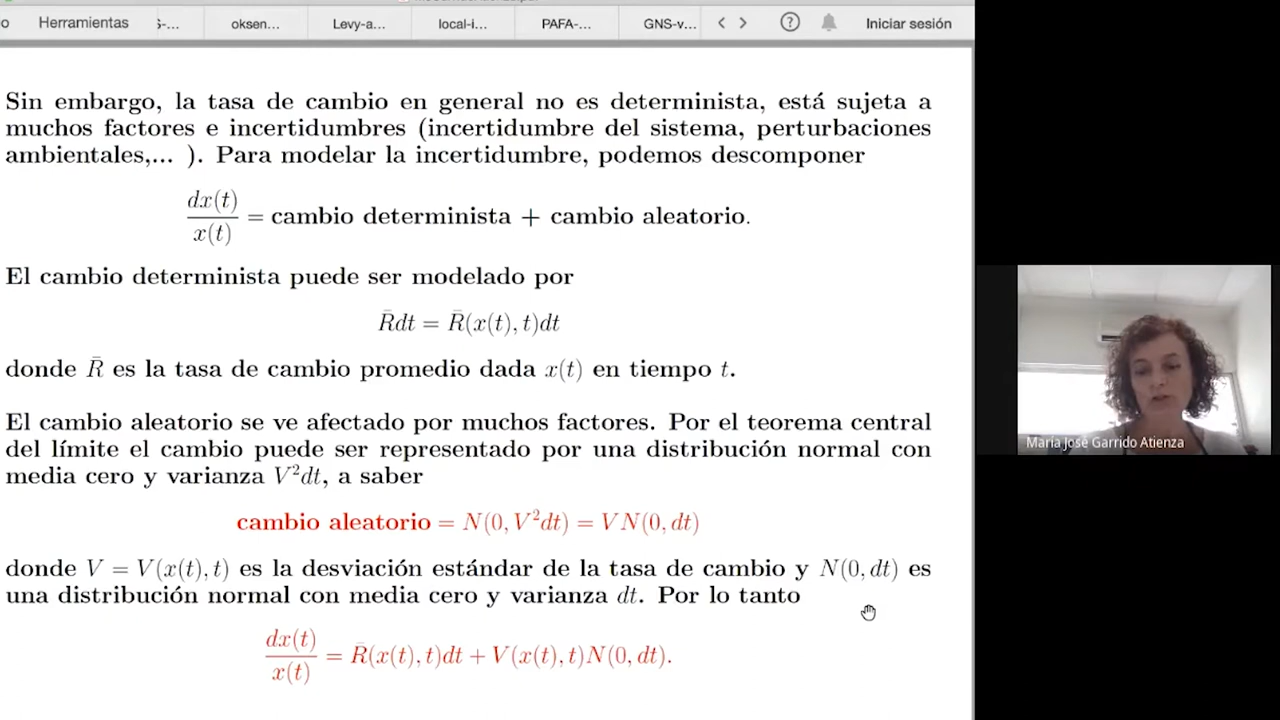 Herramientas
oksen...
Levy-a...
local-i...
PAFA-...
GNS-v...
Iniciar sesión
Sin embargo, la tasa de cambio en general no es determinista, está sujeta a
muchos factores e incertidumbres (incertidumbre del sistema, perturbaciones
ambientales,... ). Para modelar la incertidumbre, podemos descomponer
dx(t)/x(t) = cambio determinista + cambio aleatorio.
El cambio determinista puede ser modelado por
R̄dt = R̄(x(t), t)dt
donde R̄ es la tasa de cambio promedio dada x(t) en tiempo t.
El cambio aleatorio se ve afectado por muchos factores. Por el teorema central
del límite el cambio puede ser representado por una distribución normal con
media cero y varianza V²dt, a saber
cambio aleatorio = N(0, V²dt) = V N(0, dt)
donde V = V(x(t), t) es la desviación estándar de la tasa de cambio y N(0, dt) es
una distribución normal con media cero y varianza dt. Por lo tanto
dx(t)/x(t) = R̄(x(t), t)dt + V(x(t), t)N(0, dt).
María José Garrido Atienza